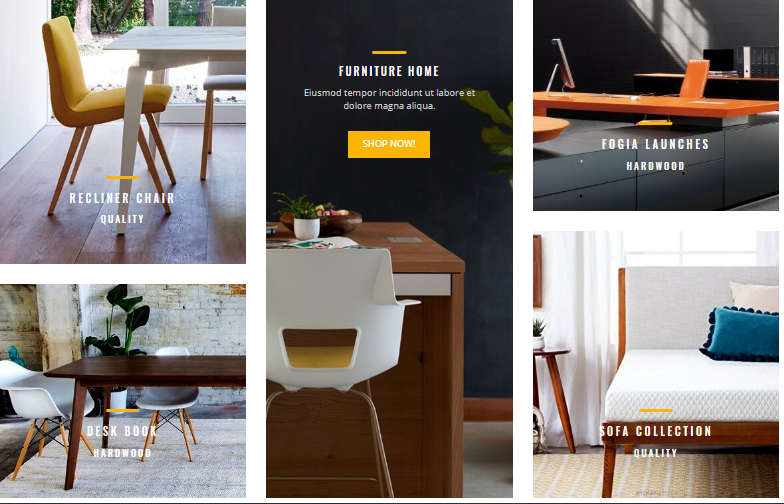 RECLINER CHAIR
QUALITY
DESK BOOK
HARDWOOD
FURNITURE HOME
Eiusmod tempor incididunt ut labore et
dolore magna aliqua.
SHOP NOW!
FOGIA LAUNCHES
HARDWOOD
SOFA COLLECTION
QUALITY